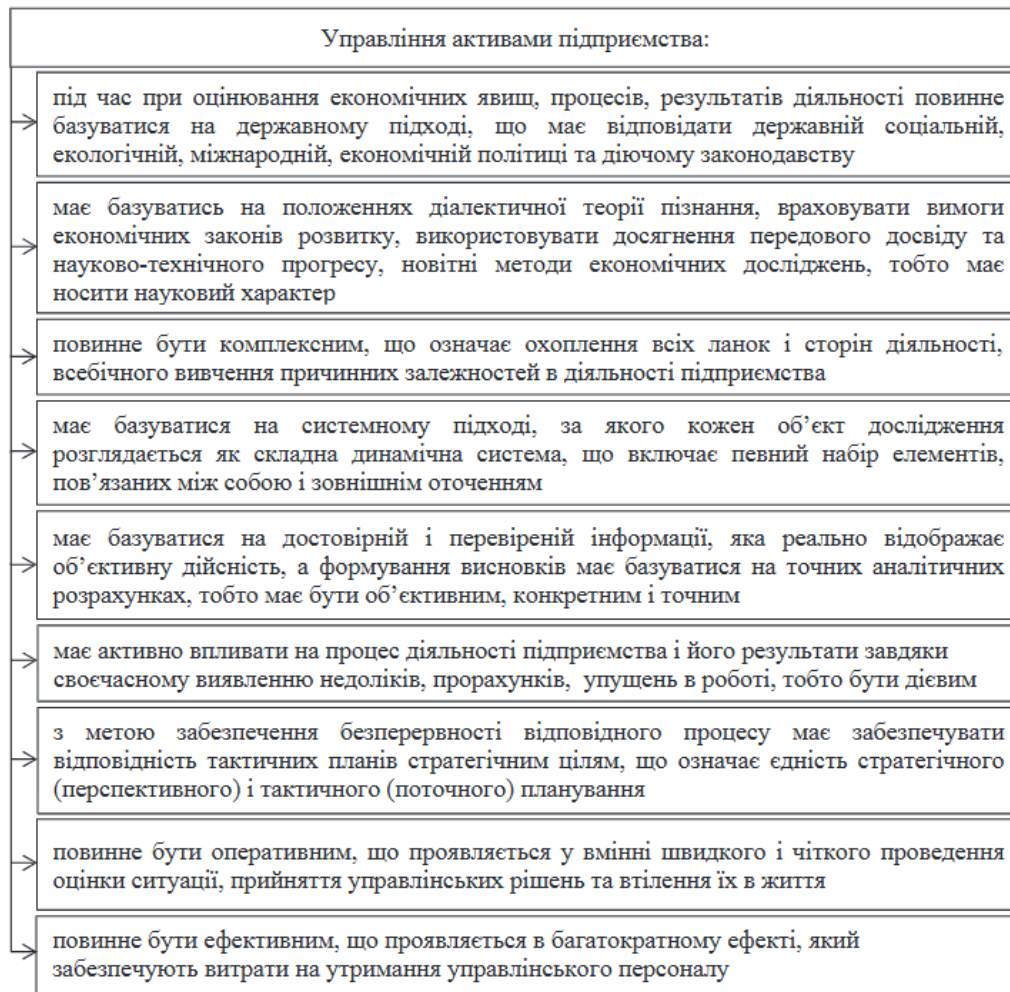 Управління активами підприємства:
під час при оцінювання економічних явищ, процесів, результатів діяльності повинне
базуватися на державному підході, що має відповідати державній соціальній,
екологічній, міжнародній, економічній політиці та діючому законодавству
має базуватись на положеннях діалектичної теорії пізнання, враховувати вимоги
економічних законів розвитку, використовувати досягнення передового досвіду та
науково-технічного прогресу, новітні методи економічних досліджень, тобто має
носити науковий характер
повинне бути комплексним, що означає охоплення всіх ланок і сторін діяльності,
всебічного вивчення причинних залежностей в діяльності підприємства
має базуватися на системному підході, за якого кожен об’єкт дослідження
розглядається як складна динамічна система, що включає певний набір елементів,
пов’язаних між собою і зовнішнім оточенням
має базуватися на достовірній і перевіреній інформації, яка реально відображає
об’єктивну дійсність, а формування висновків має базуватися на точних аналітичних
розрахунках, тобто має бути об’єктивним, конкретним і точним
має активно впливати на процес діяльності підприємства і його результати завдяки
своєчасному виявленню недоліків, прорахунків, упущень в роботі, тобто бути дієвим
з метою забезпечення безперервності відповідного процесу має забезпечувати
відповідність тактичних планів стратегічним цілям, що означає єдність стратегічного
(перспективного) і тактичного (поточного) планування
повинне бути оперативним, що проявляється у вмінні швидкого і чіткого проведення
оцінки ситуації, прийняття управлінських рішень та втілення їх в життя
повинне бути ефективним, що проявляється в багатократному ефекті, який
забезпечують витрати на утримання управлінського персоналу